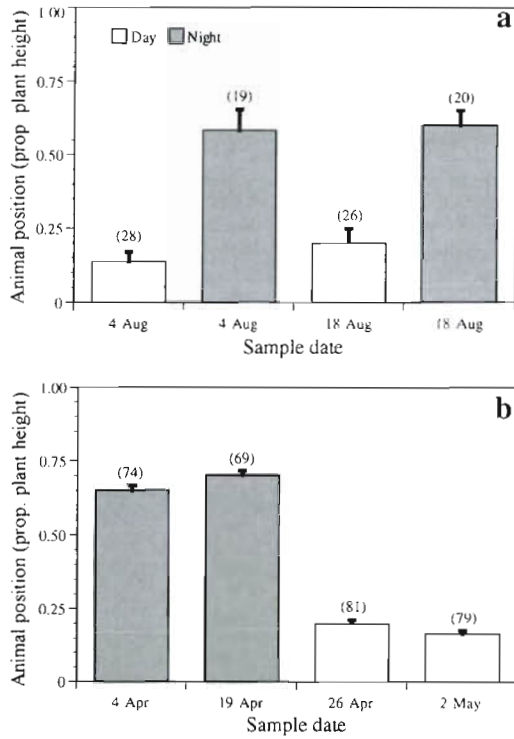 1.00
a
Day Night
Animal position (prop plant height)
0.75
0.50
0.25
0
(28)
(19)
(26)
(20)
4 Aug 4 Aug 18 Aug 18 Aug
Sample date
1.00
b
Animal position (prop. plant height)
0.75
0.50
0.25
0
(74)
(69)
(81)
(79)
4 Apr 19 Apr 26 Apr 2 May
Sample date